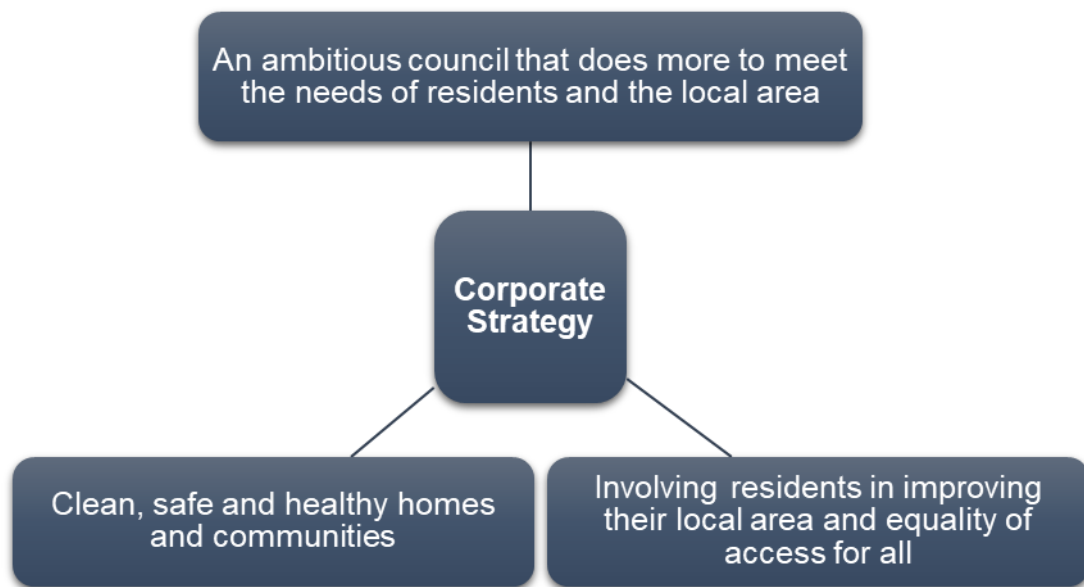 An ambitious council that does more to meet
the needs of residents and the local area
Corporate
Strategy
Clean, safe and healthy homes
and communities
Involving residents in improving
their local area and equality of
access for all